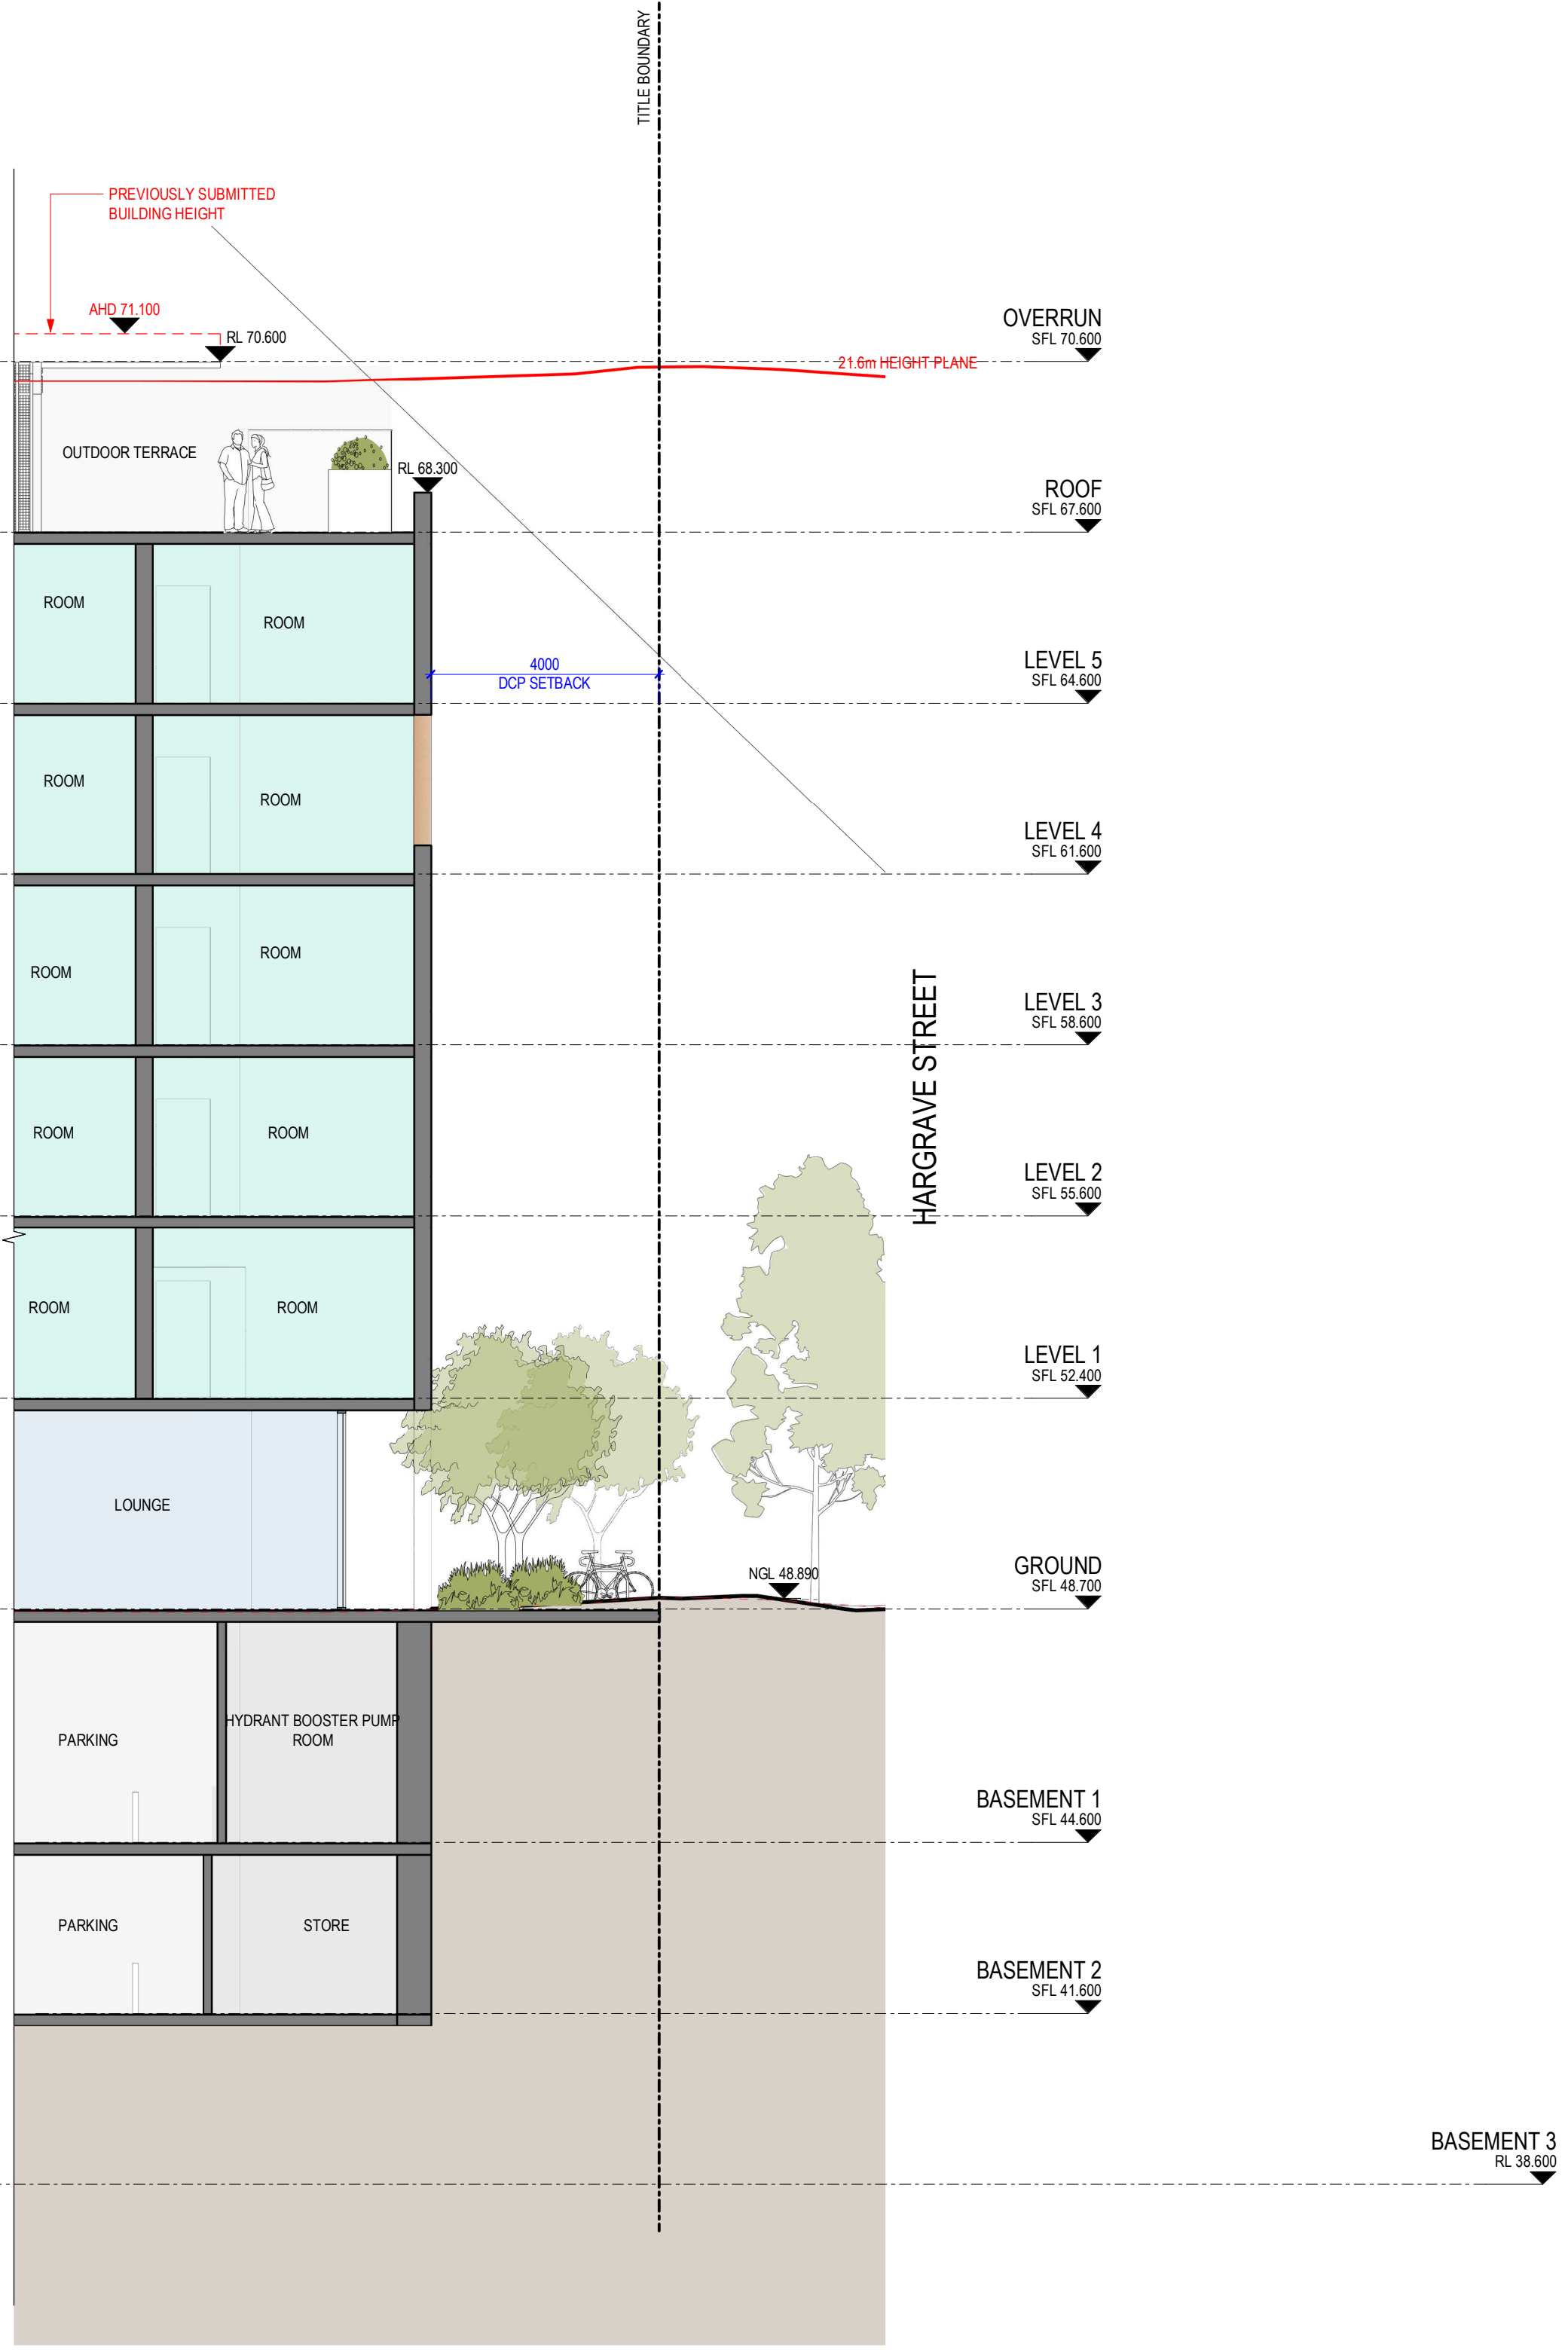 TITLE BOUNDARY
PREVIOUSLY SUBMITTED
BUILDING HEIGHT
AHD 71.100
RL 70.600
OVERRUN
SFL 70.600
21.6m HEIGHT PLANE
OUTDOOR TERRACE
RL 68.300
ROOF
SFL 67.600
ROOM
ROOM
4000
DCP SETBACK
LEVEL 5
SFL 64.600
ROOM
ROOM
LEVEL 4
SFL 61.600
ROOM
ROOM
HARGRAVE STREET
LEVEL 3
SFL 58.600
ROOM
ROOM
LEVEL 2
SFL 55.600
ROOM
ROOM
LEVEL 1
SFL 52.400
LOUNGE
NGL 48.890
GROUND
SFL 48.700
HYDRANT BOOSTER PUMP
ROOM
PARKING
BASEMENT 1
SFL 44.600
PARKING
STORE
BASEMENT 2
SFL 41.600
BASEMENT 3
RL 38.600